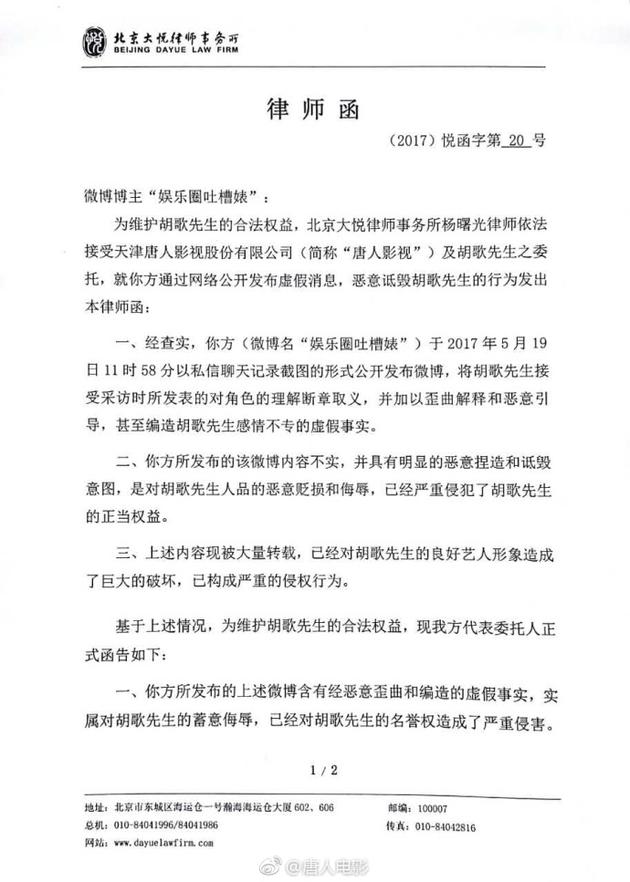 北京大悦律师事务所
BEIJING DAYUE LAW FIRM
律师函
（2017）悦函字第 20 号
微博博主“娱乐圈吐槽婊”：
为维护胡歌先生的合法权益，北京大悦律师事务所杨曙光律师依法
接受天津唐人影视股份有限公司（简称“唐人影视”）及胡歌先生之委
托，就你方通过网络公开发布虚假消息，恶意诋毁胡歌先生的行为发出
本律师函：
一、经查实，你方（微博名“娱乐圈吐槽婊”）于 2017 年 5 月 19
日 11 时 58 分以私信聊天记录截图的形式公开发布微博，将胡歌先生接
受采访时所发表的对角色的理解断章取义，并加以歪曲解释和恶意引
导，甚至编造胡歌先生感情不专的虚假事实。
二、你方所发布的该微博内容不实，并具有明显的恶意捏造和诋毁
意图，是对胡歌先生人品的恶意贬损和侮辱，已经严重侵犯了胡歌先生
的正当权益。
三、上述内容现被大量转载，已经对胡歌先生的良好艺人形象造成
了巨大的破坏，已构成严重的侵权行为。
基于上述情况，为维护胡歌先生的合法权益，现我方代表委托人正
式函告如下：
一、你方所发布的上述微博含有经恶意歪曲和编造的虚假事实，实
属对胡歌先生的蓄意侮辱，已经对胡歌先生的名誉权造成了严重侵害。
1 / 2
地址：北京市东城区海运仓一号瀚海海运仓大厦 602、606 邮编：100007
总机：010-84041996/84041986 传真：010-84042816
网站：www.dayuelawfirm.com
@唐人电影